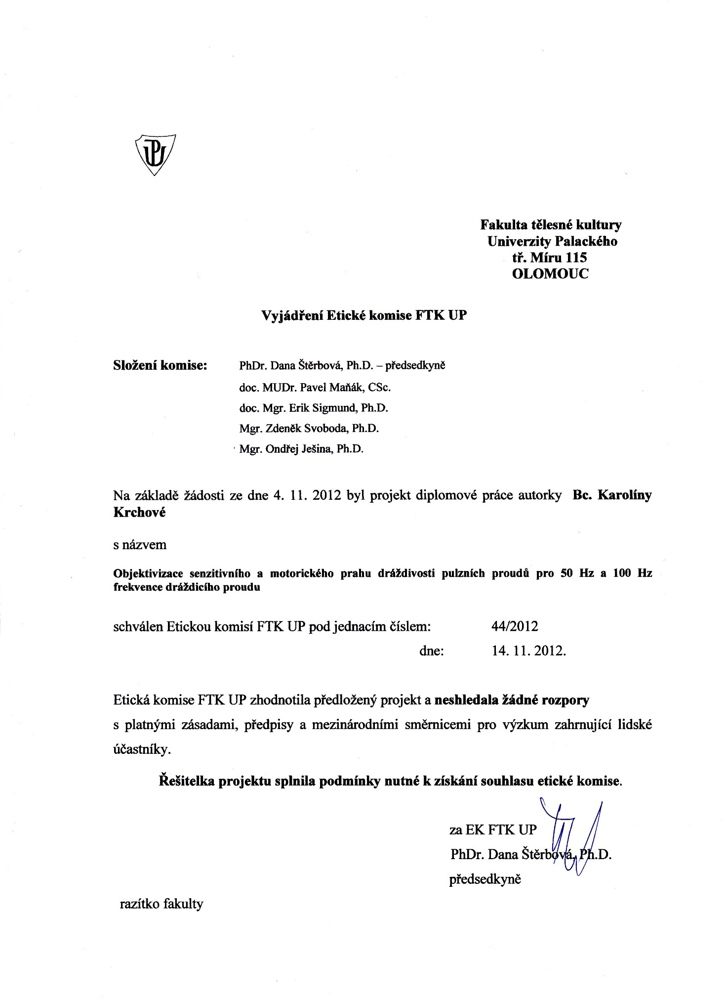 UP
Fakulta tělesné kultury
Univerzity Palackého
tř. Míru 115
OLOMOUC
Vyjádření Etické komise FTK UP
Složení komise: PhDr. Dana Štěrbová, Ph.D. – předsedkyně
doc. MUDr. Pavel Maňák, CSc.
doc. Mgr. Erik Sigmund, Ph.D.
Mgr. Zdeněk Svoboda, Ph.D.
Mgr. Ondřej Ješina, Ph.D.
Na základě žádosti ze dne 4. 11. 2012 byl projekt diplomové práce autorky Bc. Karolíny
Krchové
s názvem
Objektivizace senzitivního a motorického prahu dráždivosti pulzních proudů pro 50 Hz a 100 Hz
frekvence dráždicího proudu
schválen Etickou komisí FTK UP pod jednacím číslem: 44/2012
dne: 14. 11. 2012.
Etická komise FTK UP zhodnotila předložený projekt a neshledala žádné rozpory
s platnými zásadami, předpisy a mezinárodními směrnicemi pro výzkum zahrnující lidské
účastníky.
Řešitelka projektu splnila podmínky nutné k získání souhlasu etické komise.
za EK FTK UP
PhDr. Dana Štěrbová, Ph.D.
předsedkyně
razítko fakulty